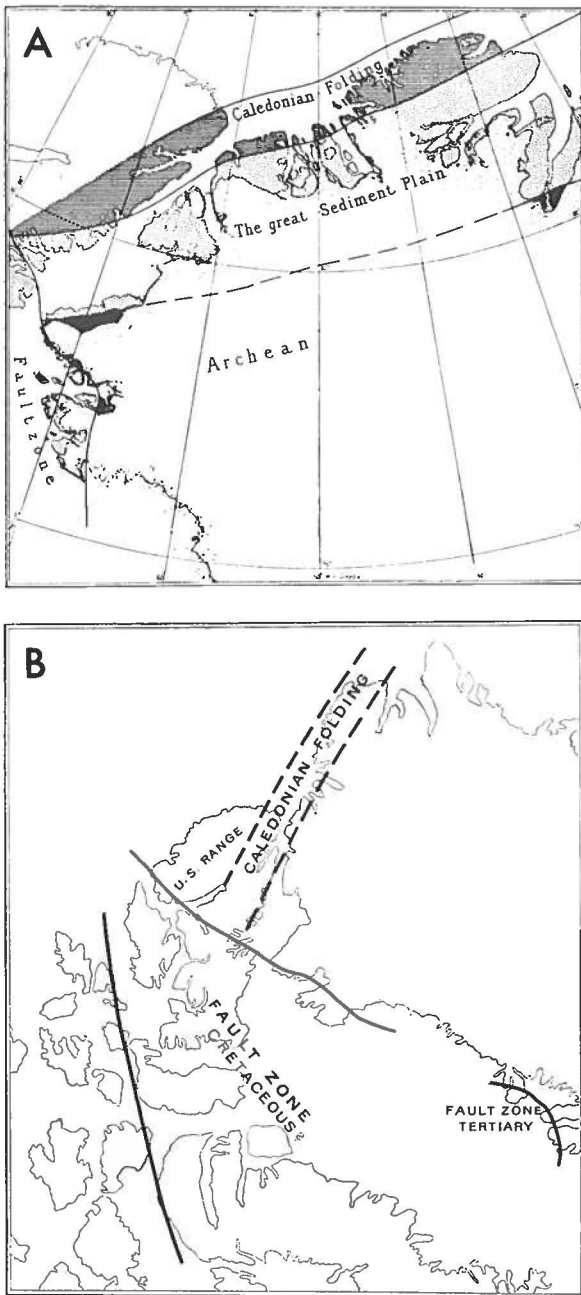 A
Caledonian Folding
The great Sediment Plain
Archean
Faultzone
B
CALEDONIAN FOLDING
U.S. RANGE
FAULT ZONE
CRETACEOUS
FAULT ZONE
TERTIARY